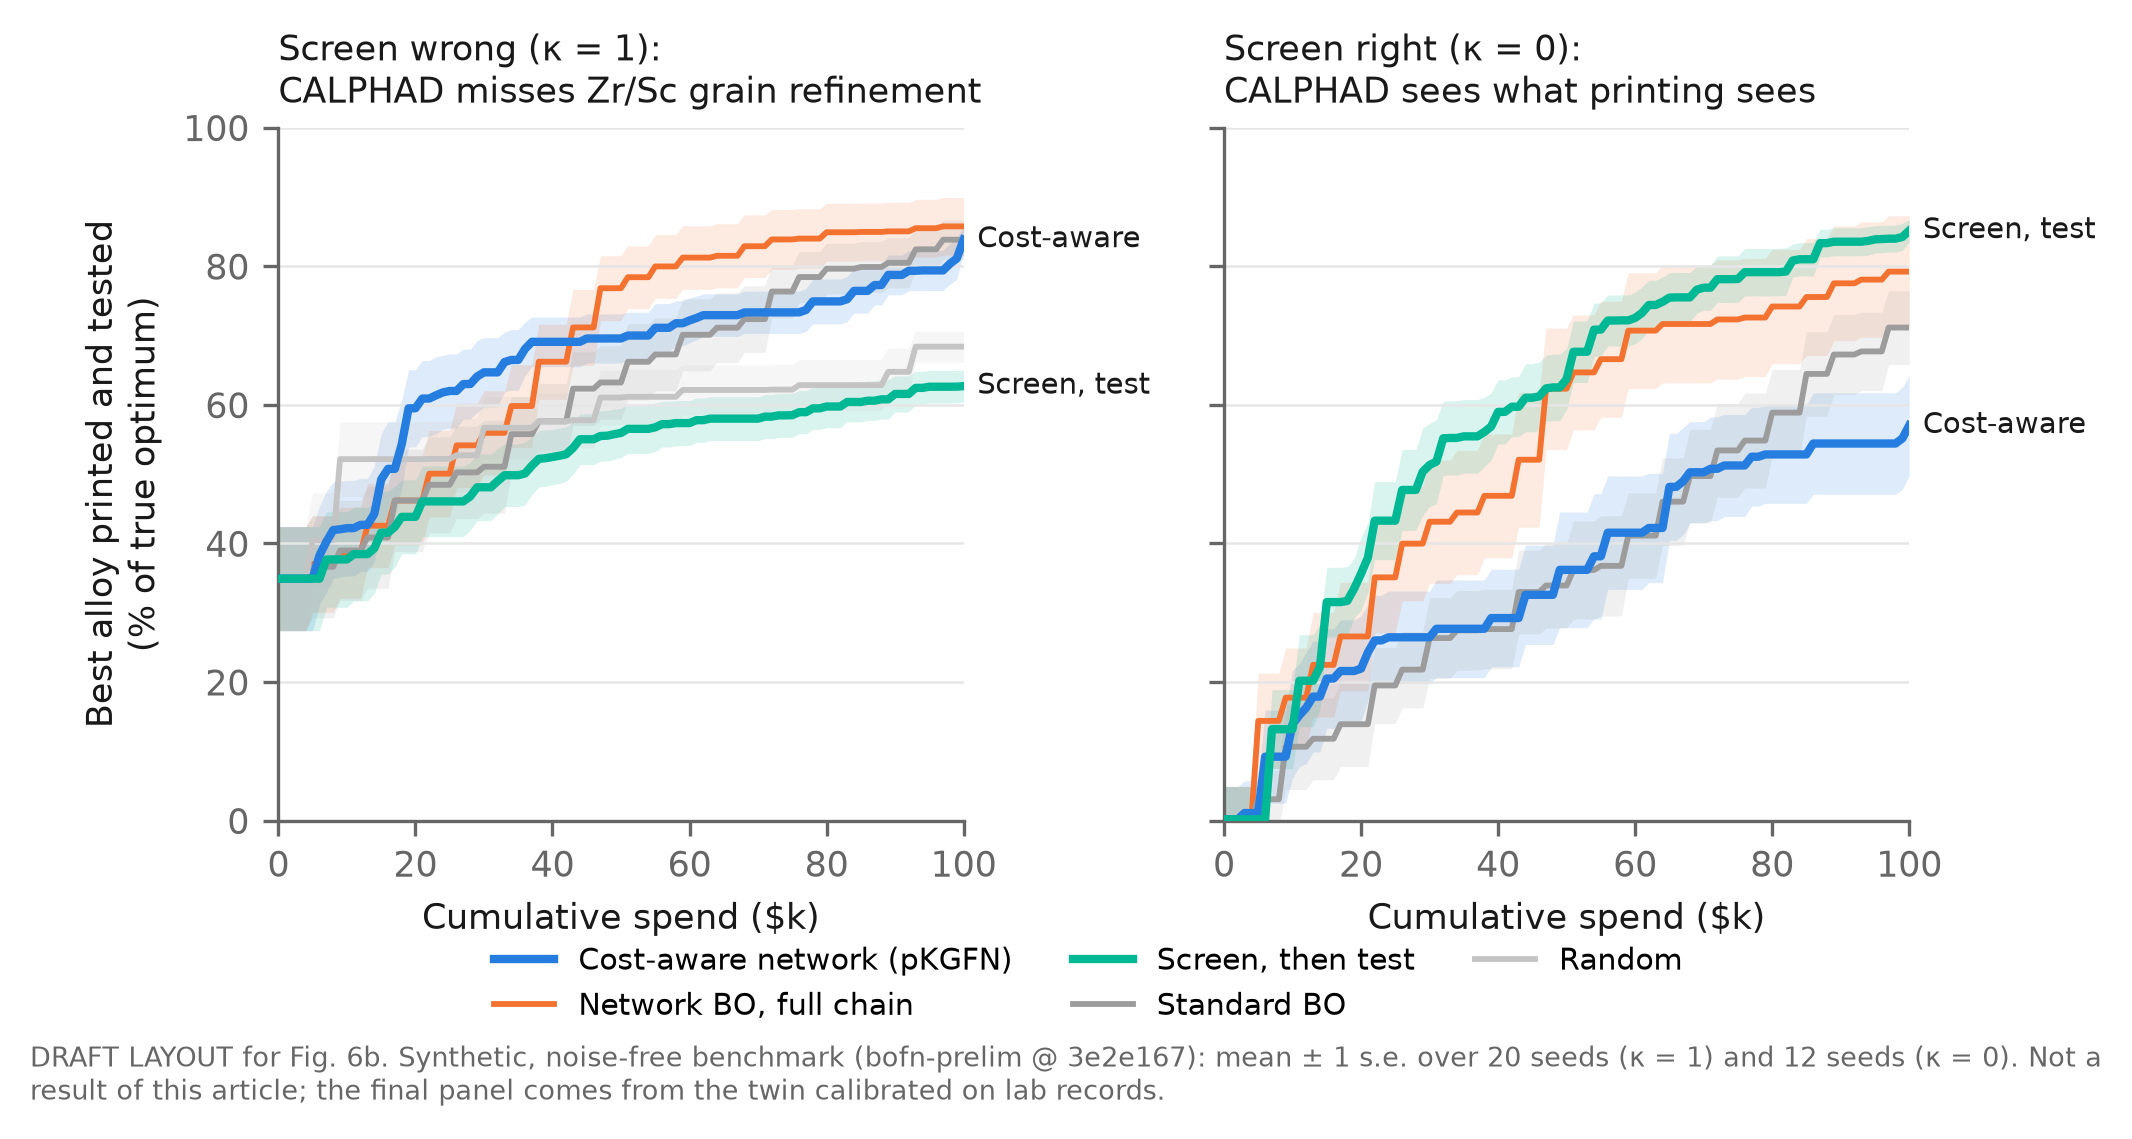 Screen wrong (κ = 1):
CALPHAD misses Zr/Sc grain refinement
Screen right (κ = 0):
CALPHAD sees what printing sees
Best alloy printed and tested
(% of true optimum)
100
80
60
40
20
0
Cost-aware
Screen, test
Screen, test
Cost-aware
0 20 40 60 80 100
0 20 40 60 80 100
Cumulative spend ($k)
Cumulative spend ($k)
Cost-aware network (pKGFN)
Screen, then test
Random
Network BO, full chain
Standard BO
DRAFT LAYOUT for Fig. 6b. Synthetic, noise-free benchmark (bofn-prelim @ 3e2e167): mean ± 1 s.e. over 20 seeds (κ = 1) and 12 seeds (κ = 0). Not a
result of this article; the final panel comes from the twin calibrated on lab records.